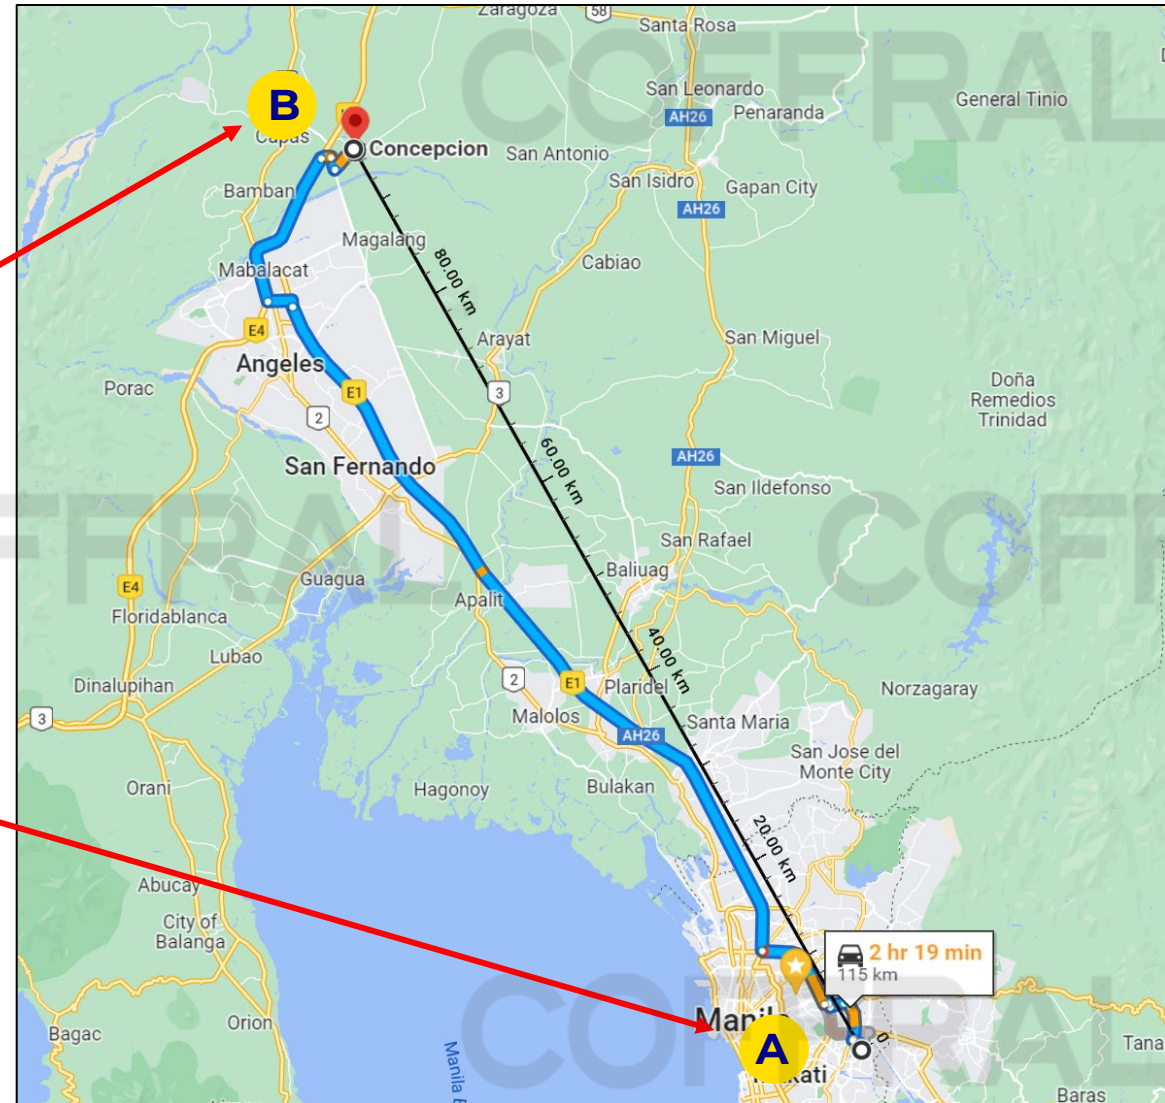 Zaragoza
58
Santa Rosa
COFFRAL
San Leonardo
General Tinio
B
AH26
Peñaranda
Capas
Concepcion
San Antonio
San Isidro
Gapan City
Bamban
AH26
Magalang
80.00 km
Cabiao
Mabalacat
E4
Arayat
San Miguel
Angeles
Porac
E1
3
Doña
Remedios
Trinidad
2
60.00 km
AH26
San Fernando
San Ildefonso
FFRAL
COFF
San Rafael
Baliuag
Guagua
E4
Apalit
Floridablanca
40.00 km
Lubao
2
E1
Plaridel
Dinalupihan
Norzagaray
3
Malolos
Santa Maria
AH26
San Jose del
Monte City
Orani
Hagonoy
Bulakan
20.00 km
Abucay
City of
Balanga
2 hr 19 min
115 km
COFFRAL
Orion
Manila
Bagac
0
A
Tana
Manila B
Makati
Baras